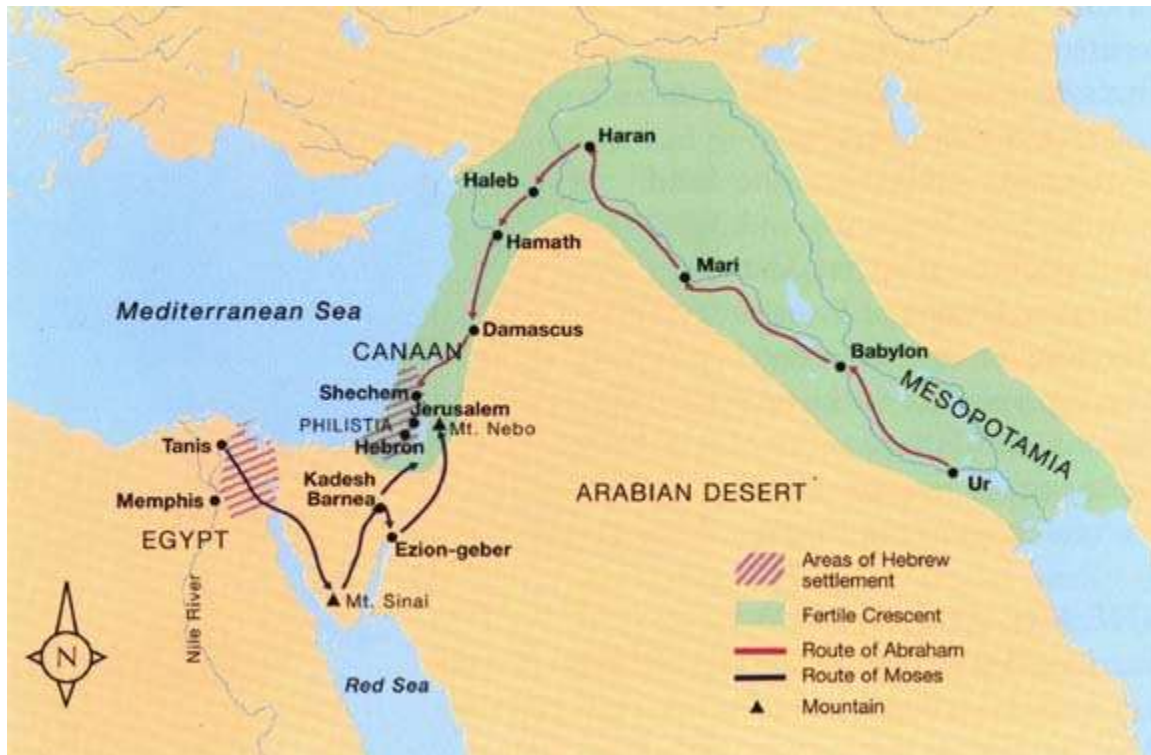 Haran
Haleb
Hamath
Mari
Mediterranean Sea
Damascus
CANAAN
Babylon
MESOPOTAMIA
Shechem
Jerusalem
PHILISTIA
Mt. Nebo
Hebron
Tanis
Kadesh
Barnea
Memphis
EGYPT
ARABIAN DESERT
Ur
Ezion-geber
Mt. Sinai
Nile River
Red Sea
N
Areas of Hebrew
settlement
Fertile Crescent
Route of Abraham
Route of Moses
Mountain